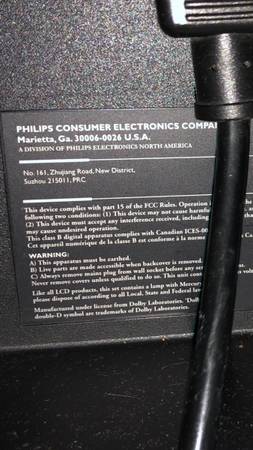 PHILIPS CONSUMER ELECTRONICS COMPA
Marietta, Ga. 30006-0026 U.S.A.
A DIVISION OF PHILIPS ELECTRONICS NORTH AMERICA
No. 161, Zhujiang Road, New District,
Suzhou 215011, PRC
This device complies with part 15 of the FCC Rules. Operation
following two conditions: (1) This device may not cause harmful
(2) This device must accept any interference received, including
may cause undesired operation.
This class B digital apparatus complies with Canadian ICES-00
Cet appareil numérique de la classe B est conforme à la norm
WARNING:
A) This apparatus must be earthed.
B) Live parts are made accessible when backcover is removed.
C) Always remove mains plug from wall socket before any ser
Never remove covers unless qualified to do so. This unit con
Like all LCD products, this set contains a lamp with Mercury
please dispose of according to all Local, State and Federal law
Manufactured under license from Dolby Laboratories. "Dol
double-D symbol are trademarks of Dolby Laboratories.